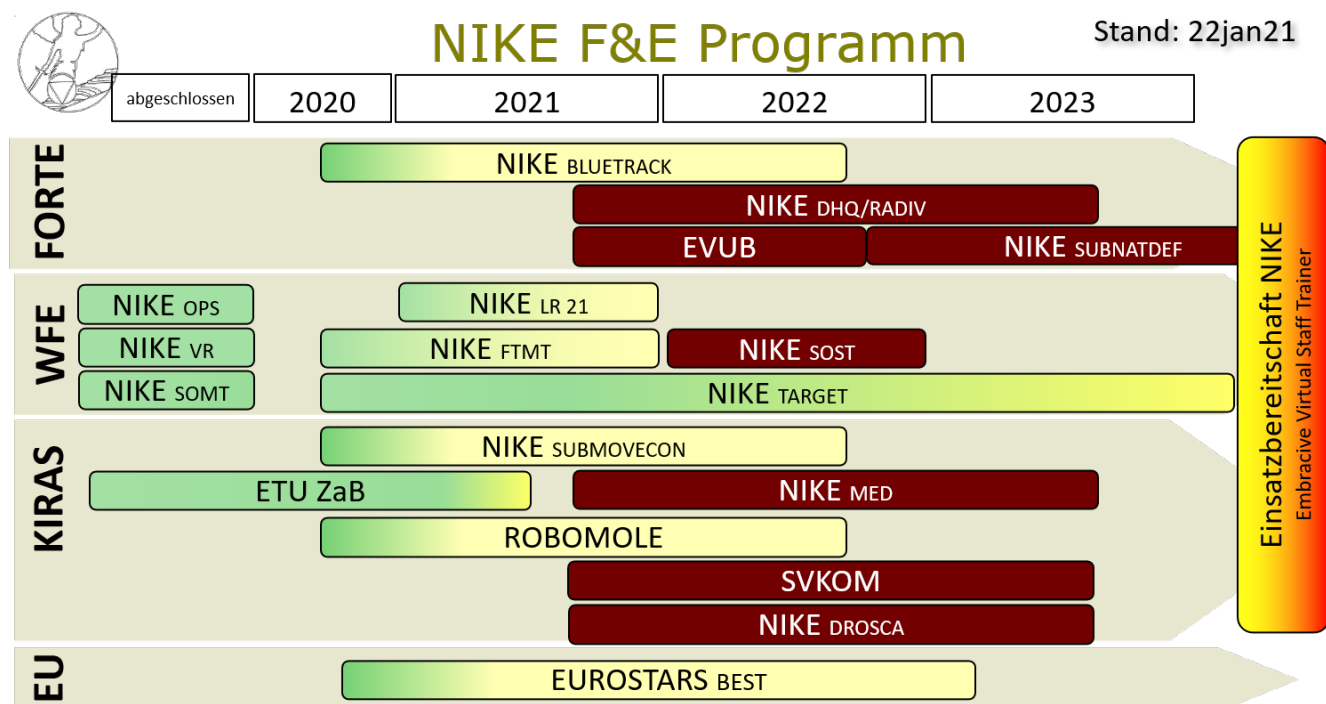 NIKE F&E Programm
Stand: 22jan21
abgeschlossen
2020
2021
2022
2023
FORTE
NIKE BLUETRACK
NIKE DHQ/RADIV
EVUB
NIKE SUBNATDEF
WFE
NIKE OPS
NIKE LR 21
NIKE VR
NIKE FTMT
NIKE SOST
NIKE SOMT
NIKE TARGET
KIRAS
NIKE SUBMOVECON
ETU ZaB
NIKE MED
ROBOMOLE
SVKOM
NIKE DROSCA
EU
EUROSTARS BEST
Einsatzbereitschaft NIKE
Embracive Virtual Staff Trainer